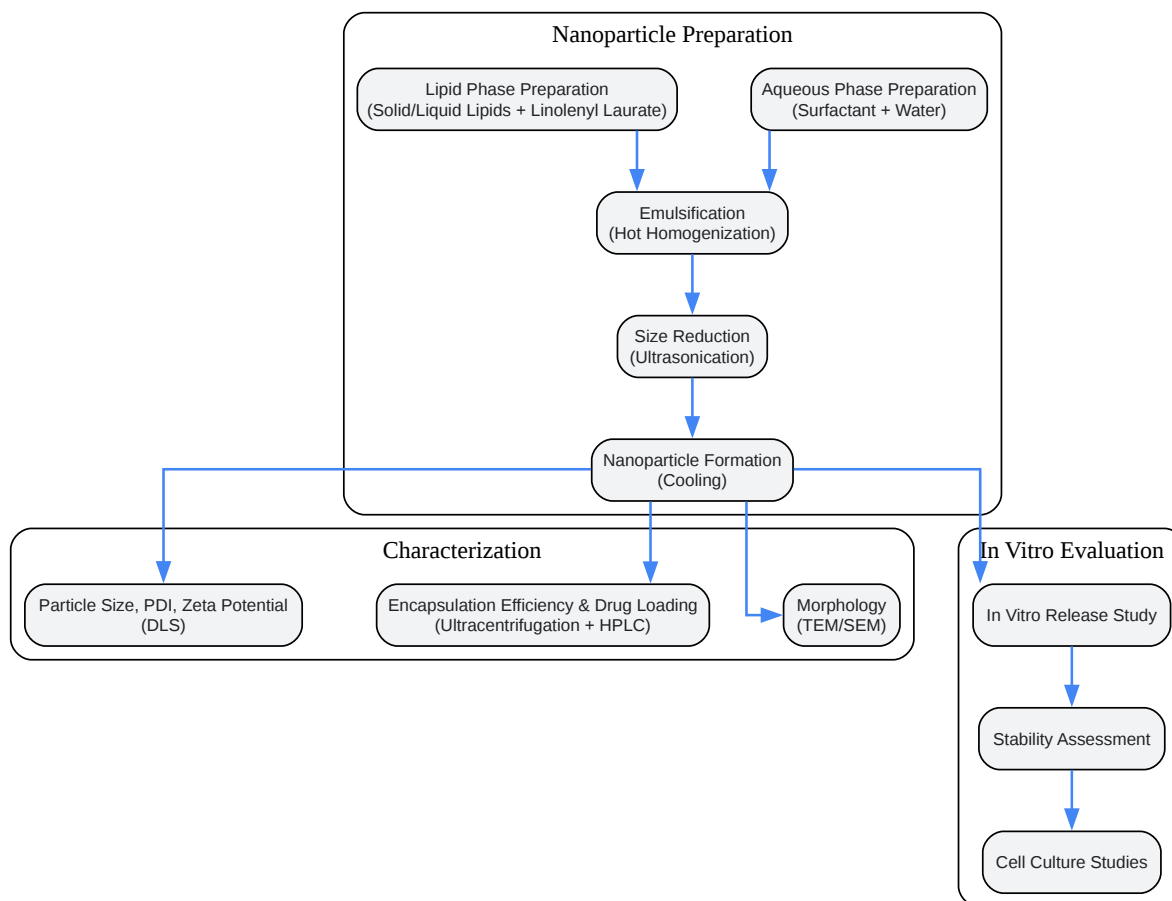 Nanoparticle Preparation
Lipid Phase Preparation
(Solid/Liquid Lipids + Linolenyl Laurate)
Aqueous Phase Preparation
(Surfactant + Water)
Emulsification
(Hot Homogenization)
Size Reduction
(Ultrasonication)
Nanoparticle Formation
(Cooling)
Characterization
Particle Size, PDI, Zeta Potential
(DLS)
Encapsulation Efficiency & Drug Loading
(Ultracentrifugation + HPLC)
Morphology
(TEM/SEM)
In Vitro Evaluation
In Vitro Release Study
Stability Assessment
Cell Culture Studies